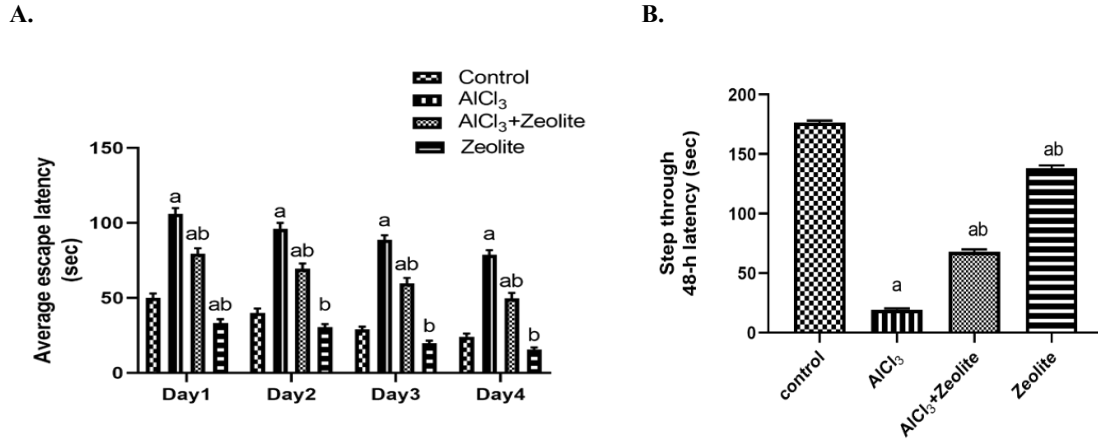 A.
Control
AlCl₃
AlCl₃+Zeolite
Zeolite
Average escape latency
(sec)
150
100
50
0
a
ab
ab
a
ab
b
a
ab
b
a
ab
b
Day1 Day2 Day3 Day4
B.
Step through
48-h latency (sec)
200
150
100
50
0
a
ab
ab
control
AlCl₃
AlCl₃+Zeolite
Zeolite